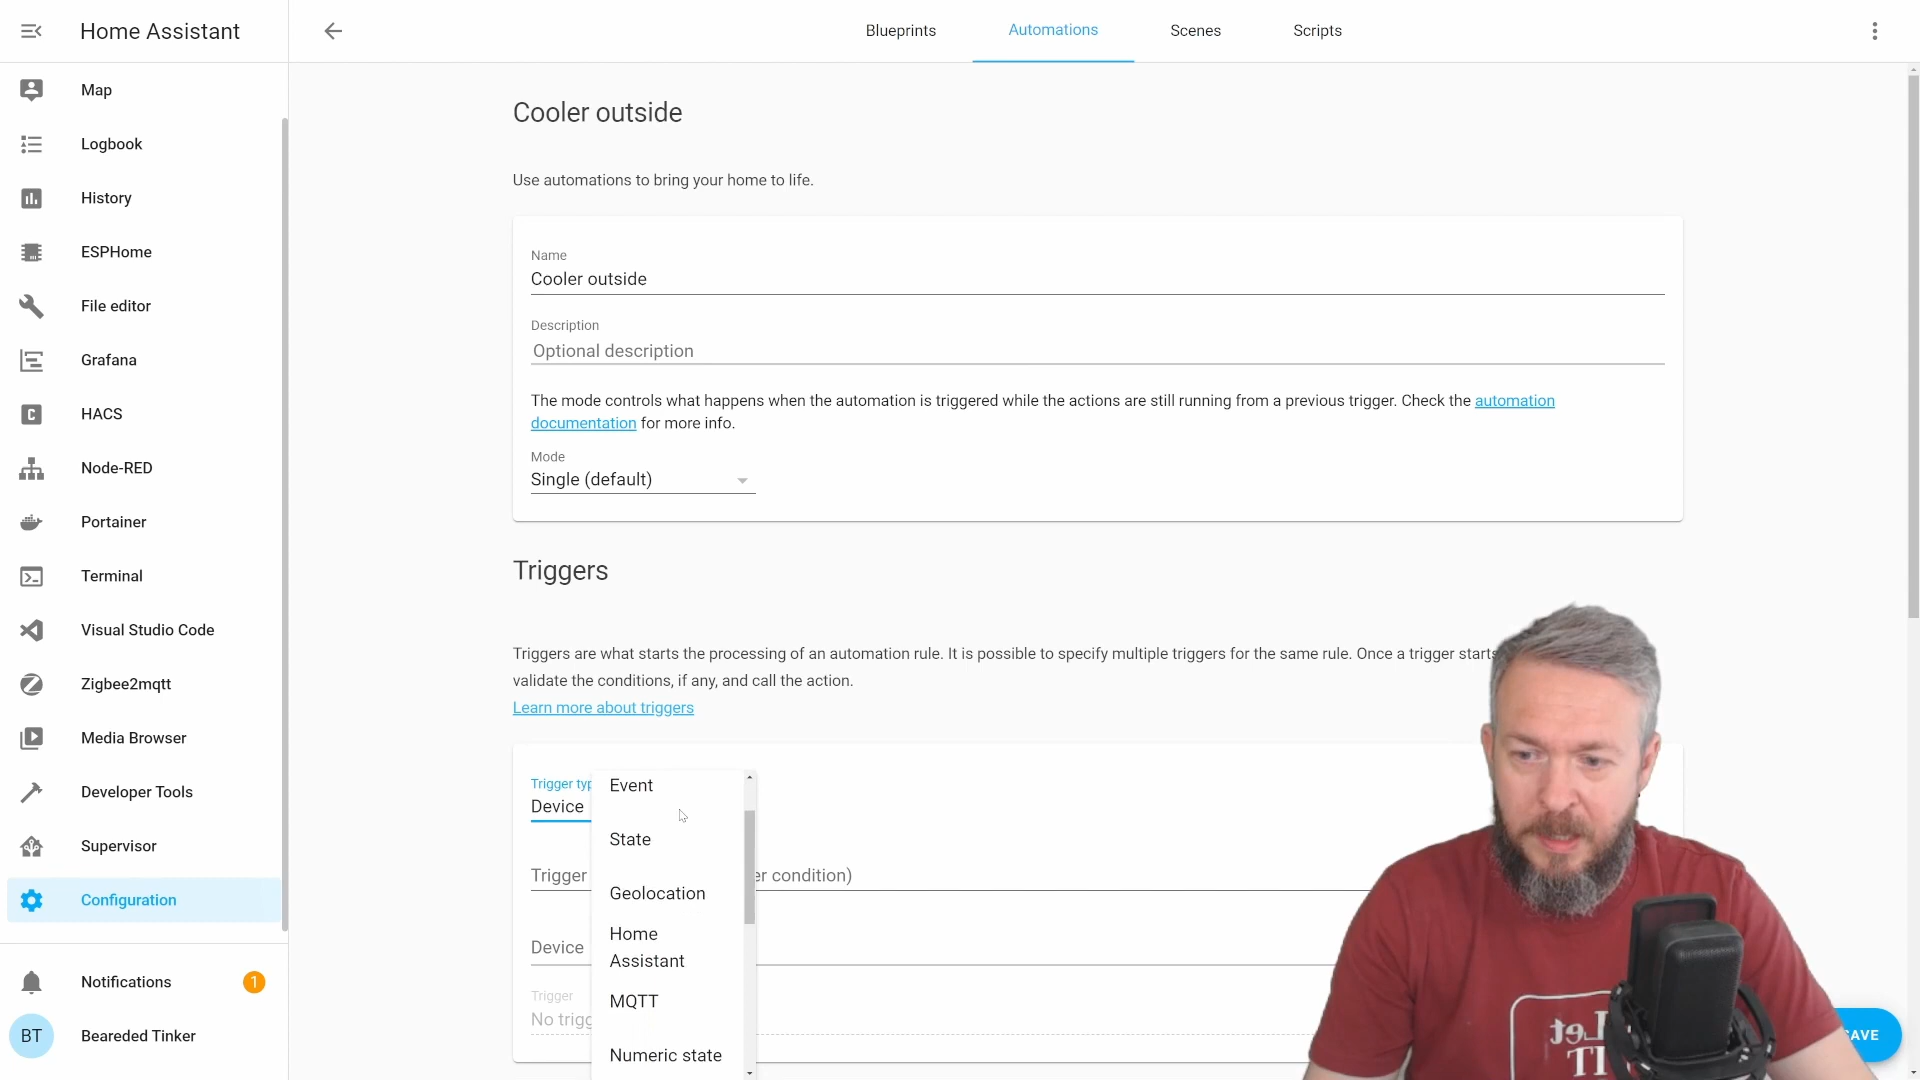 Home Assistant
Blueprints
Automations
Scenes
Scripts
Map
Logbook
History
ESPHome
File editor
Grafana
HACS
Node-RED
Portainer
Terminal
Visual Studio Code
Zigbee2mqtt
Media Browser
Developer Tools
Supervisor
Configuration
Notifications
1
BT
Bearded Tinker
Cooler outside
Use automations to bring your home to life.
Name
Cooler outside
Description
Optional description
The mode controls what happens when the automation is triggered while the actions are still running from a previous trigger. Check the automation
documentation for more info.
Mode
Single (default)
Triggers
Triggers are what starts the processing of an automation rule. It is possible to specify multiple triggers for the same rule. Once a trigger starts
validate the conditions, if any, and call the action.
Learn more about triggers
Trigger typ
Device
Event
State
Geolocation
Home
Assistant
MQTT
Numeric state
Trigger
er condition)
Device
Trigger
No trigg
AVE